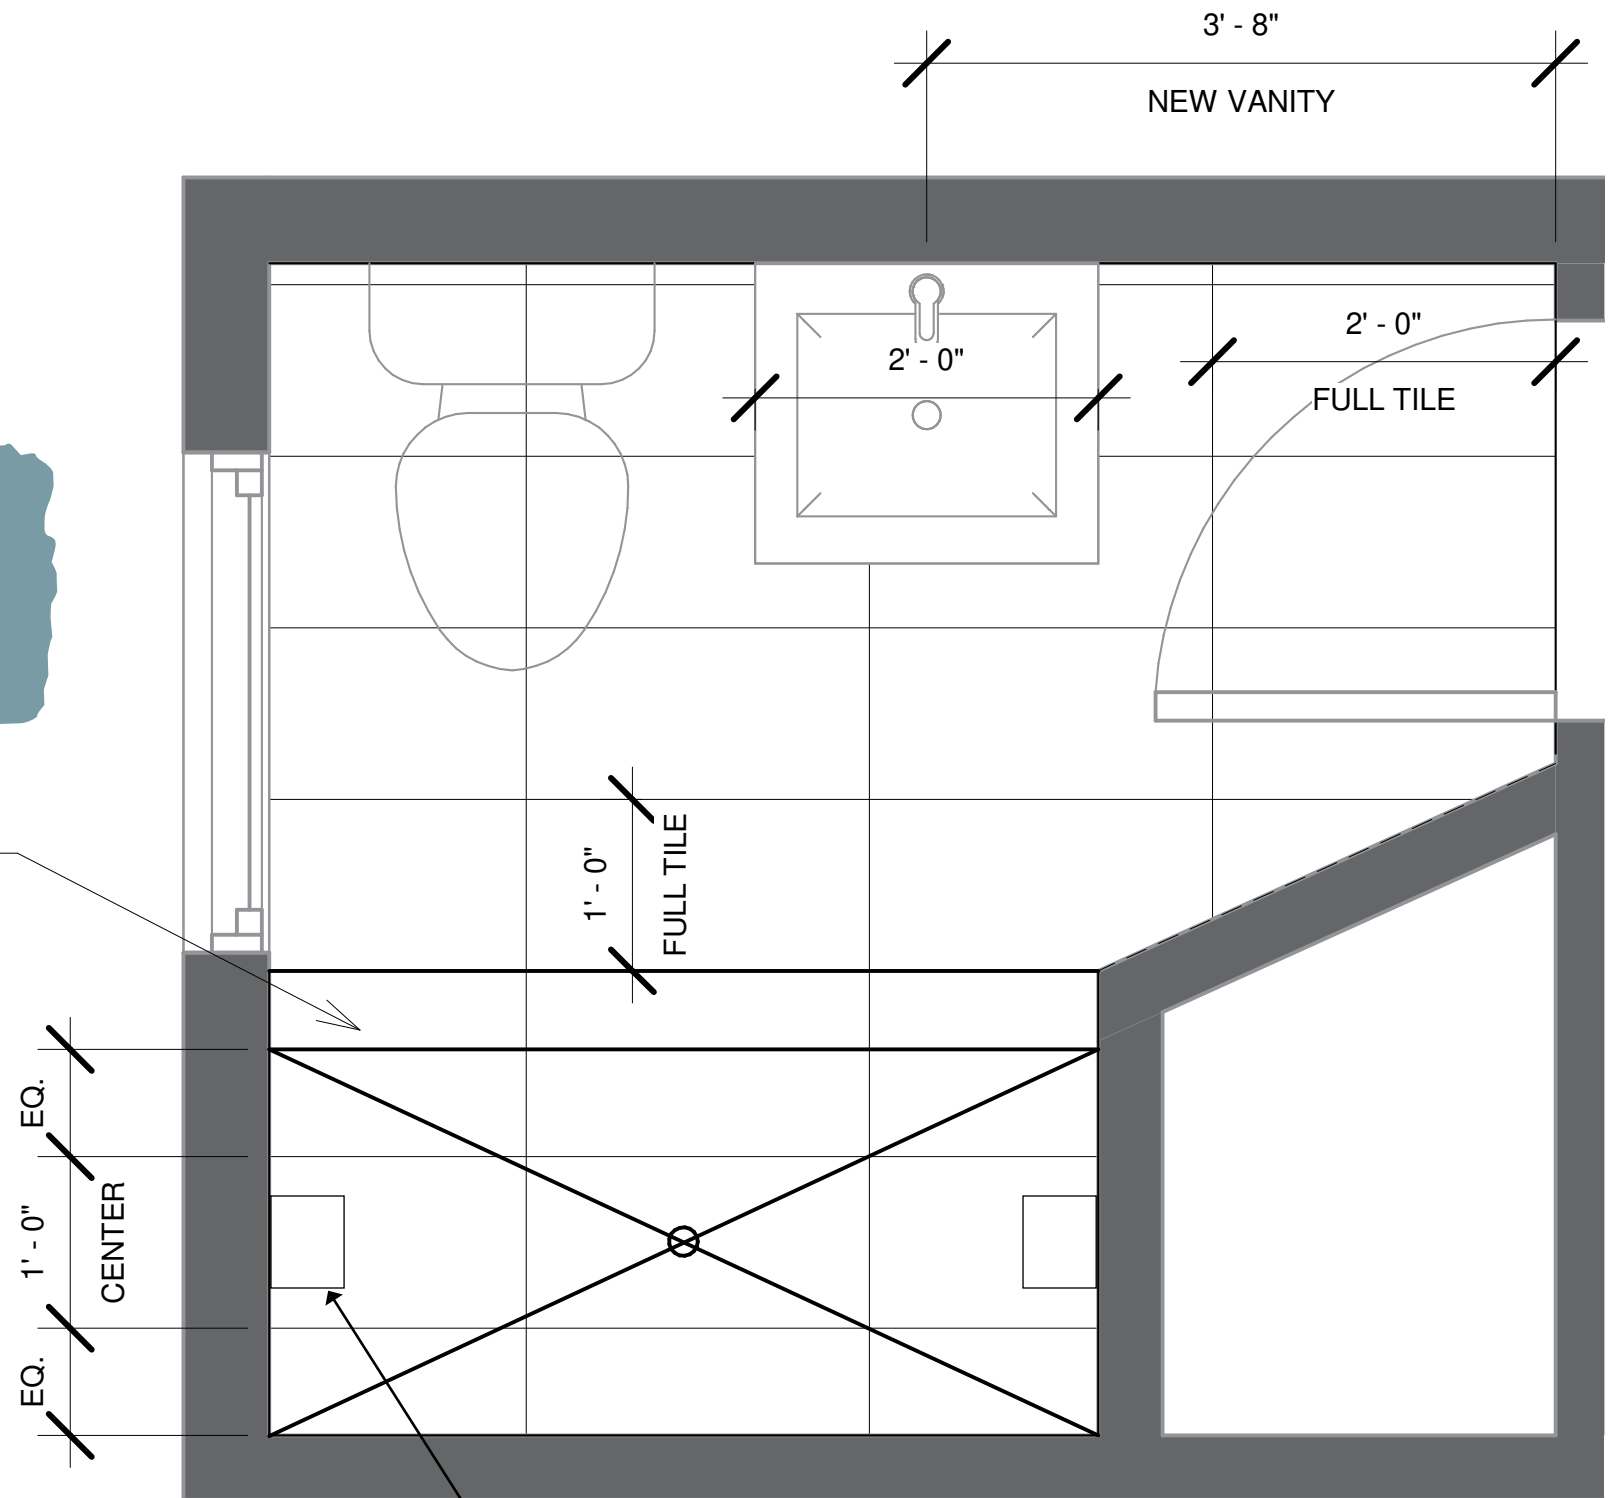 3' - 8"
NEW VANITY
2' - 0"
FULL TILE
2' - 0"
1' - 0"
FULL TILE
EQ.
1' - 0"
CENTER
EQ.